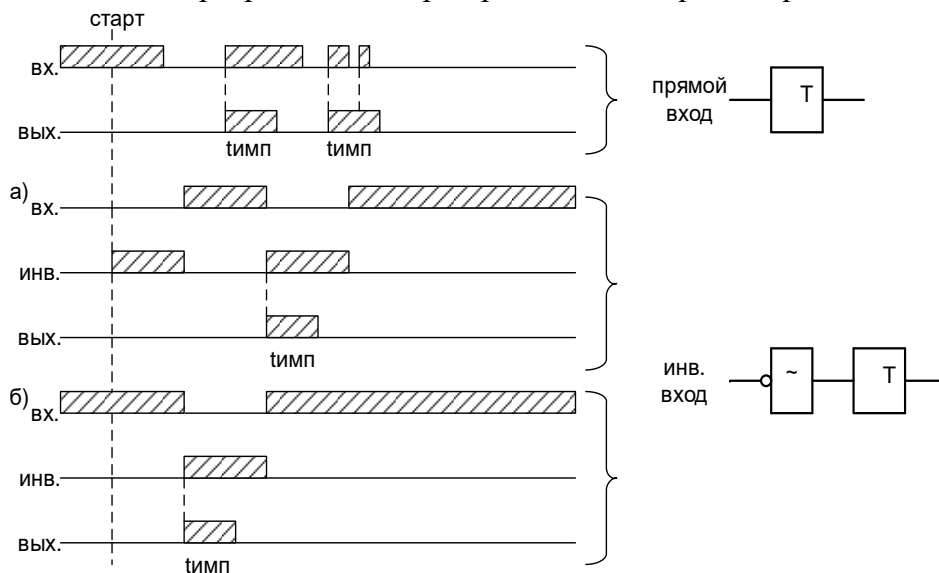 старт
вх.
прямой
вход
T
вых.
tимп
tимп
а)
вх.
инв.
вых.
tимп
инв.
вход
~
T
б)
вх.
инв.
вых.
tимп